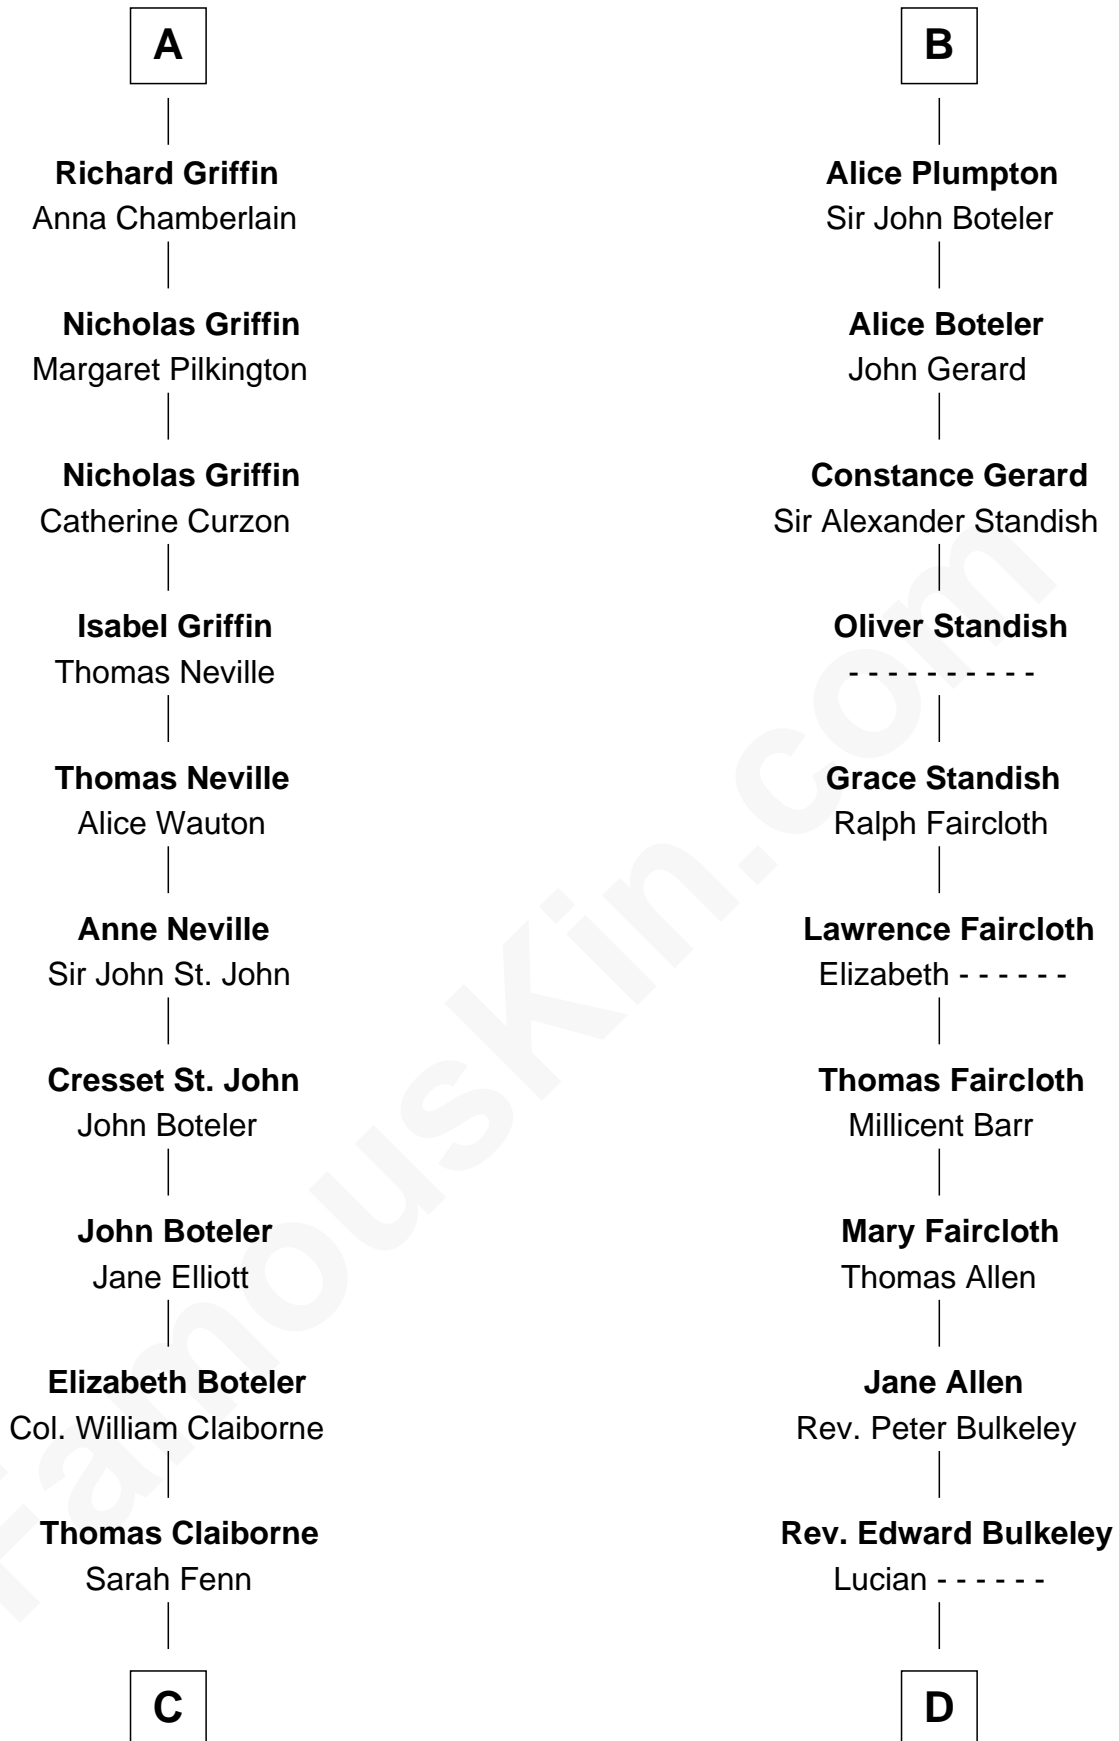 A
Richard Griffin
Anna Chamberlain
Nicholas Griffin
Margaret Pilkington
Nicholas Griffin
Catherine Curzon
Isabel Griffin
Thomas Neville
Thomas Neville
Alice Wauton
Anne Neville
Sir John St. John
Cresset St. John
John Boteler
John Boteler
Jane Elliott
Elizabeth Boteler
Col. William Claiborne
Thomas Claiborne
Sarah Fenn
C
B
Alice Plumpton
Sir John Boteler
Alice Boteler
John Gerard
Constance Gerard
Sir Alexander Standish
Oliver Standish
- - - - - - - - - -
Grace Standish
Ralph Faircloth
Lawrence Faircloth
Elizabeth - - - - - -
Thomas Faircloth
Millicent Barr
Mary Faircloth
Thomas Allen
Jane Allen
Rev. Peter Bulkeley
Rev. Edward Bulkeley
Lucian - - - - - -
D
FamousKin.com